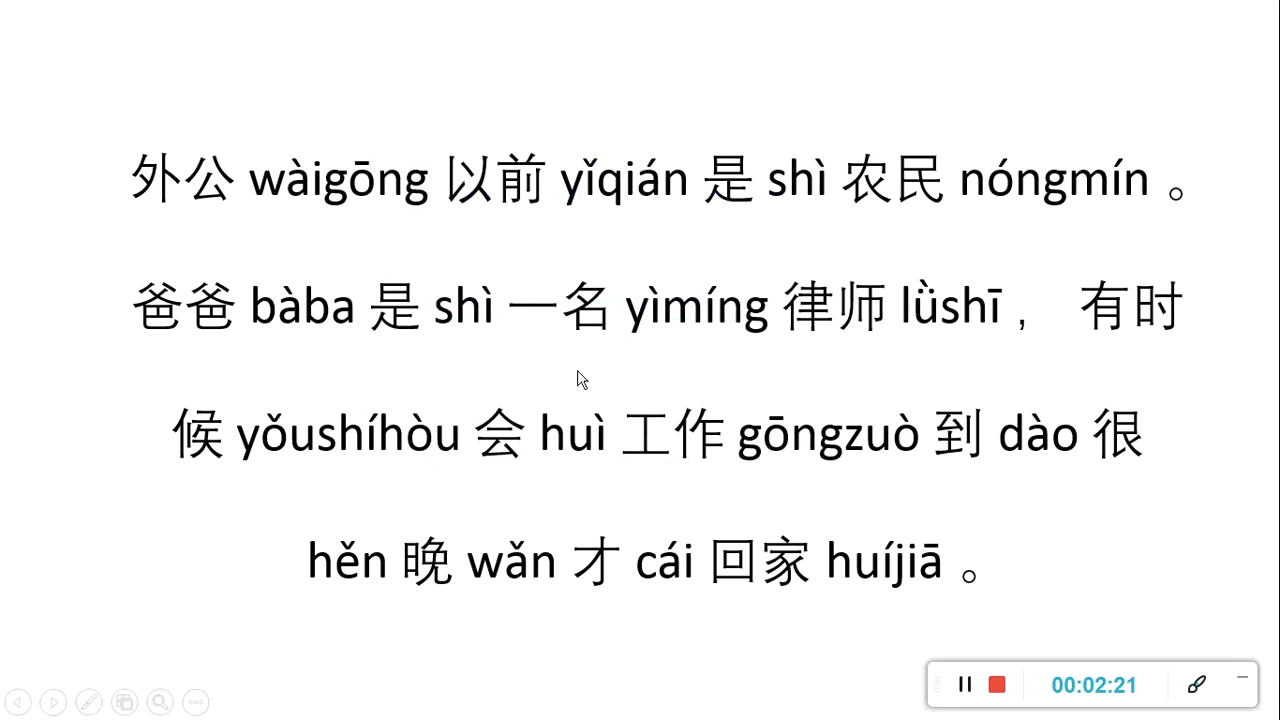 外公 wàigōng 以前 yǐqián 是 shì 农民 nóngmín 。
爸爸 bàba 是 shì 一名 yìmíng 律师 lǜshī ， 有时
候 yǒushíhòu 会 huì 工作 gōngzuò 到 dào 很
hěn 晚 wǎn 才 cái 回家 huíjiā 。
00:02:21